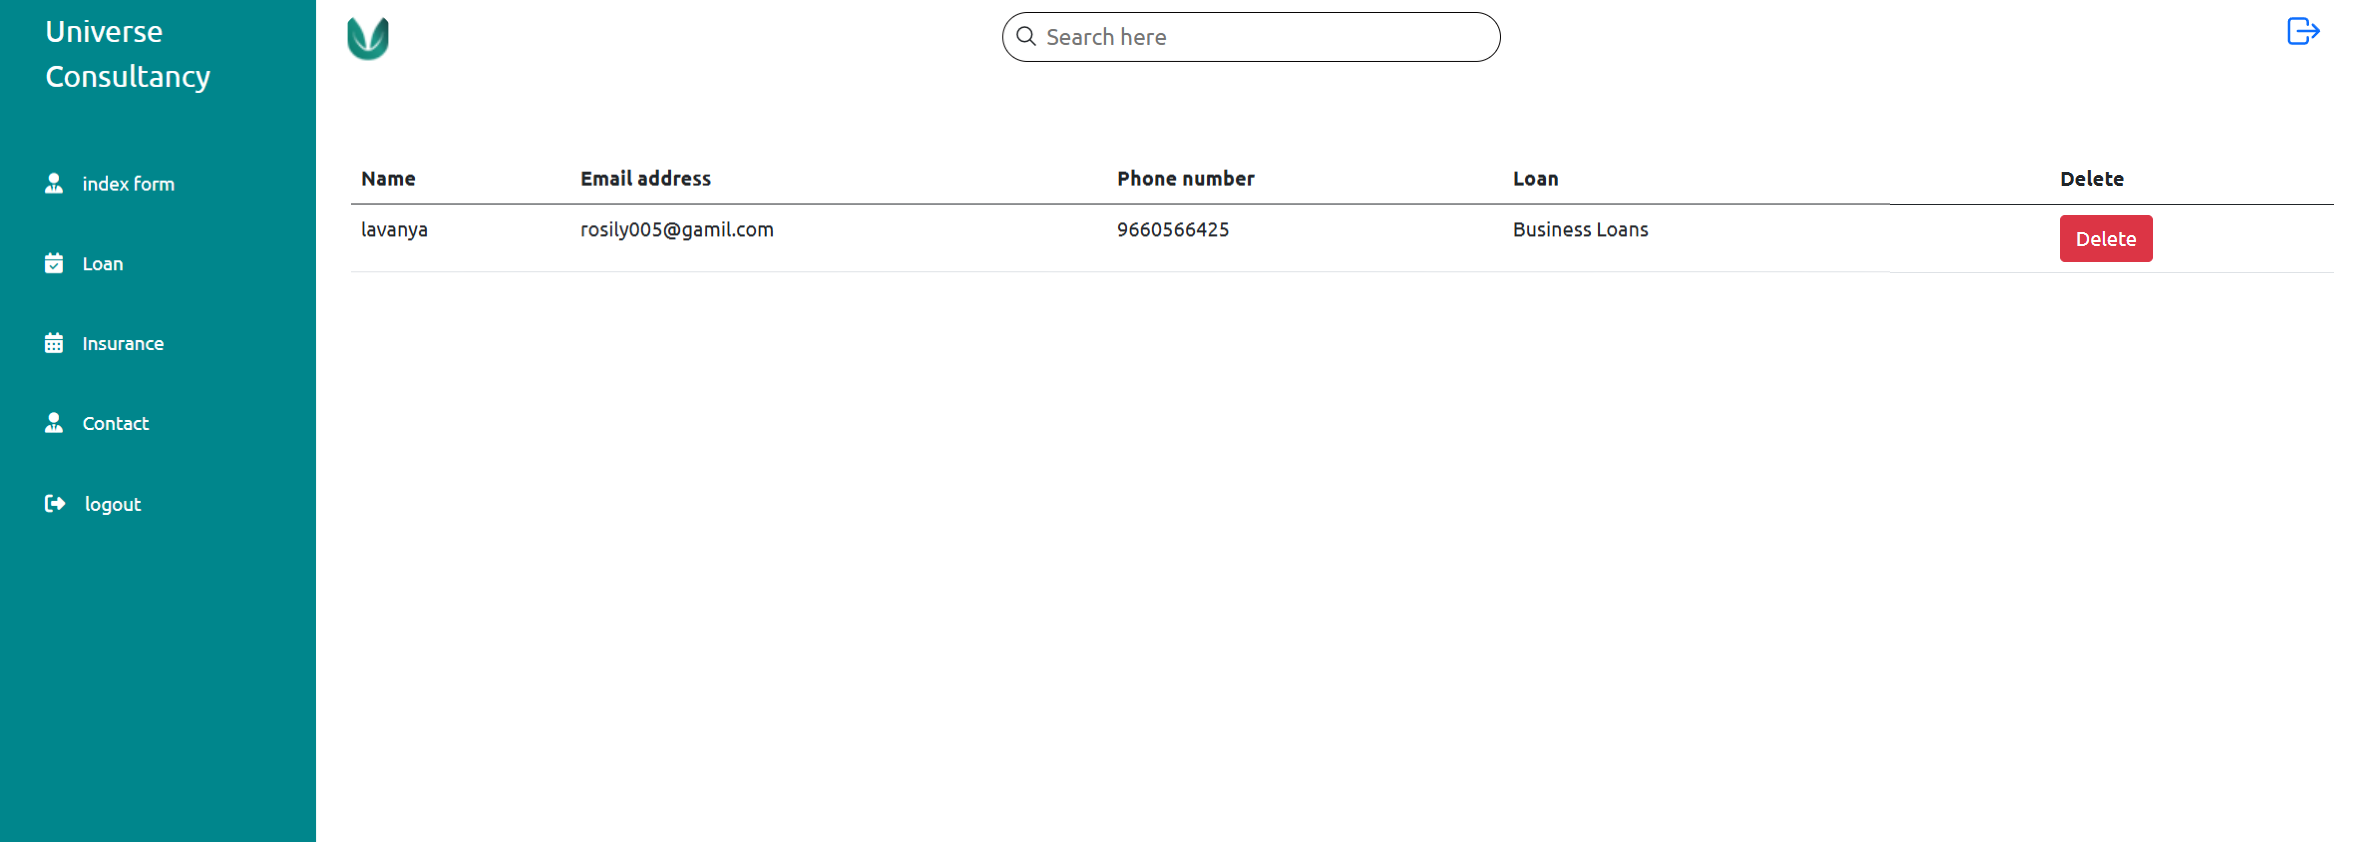 Universe
Consultancy
Search here
index form
Loan
Insurance
Contact
logout
Name Email address Phone number Loan Delete
lavanya rosily005@gamil.com 9660566425 Business Loans Delete